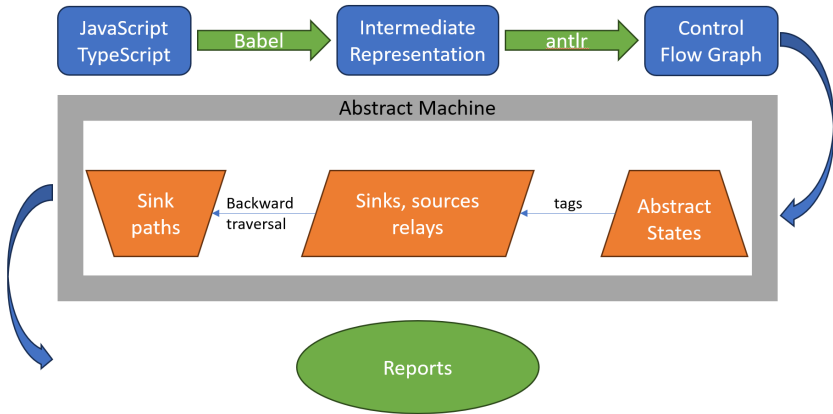 JavaScript
TypeScript
Babel
Intermediate
Representation
antlr
Control
Flow Graph
Abstract Machine
Sink
paths
Backward
traversal
Sinks, sources
relays
tags
Abstract
States
Reports